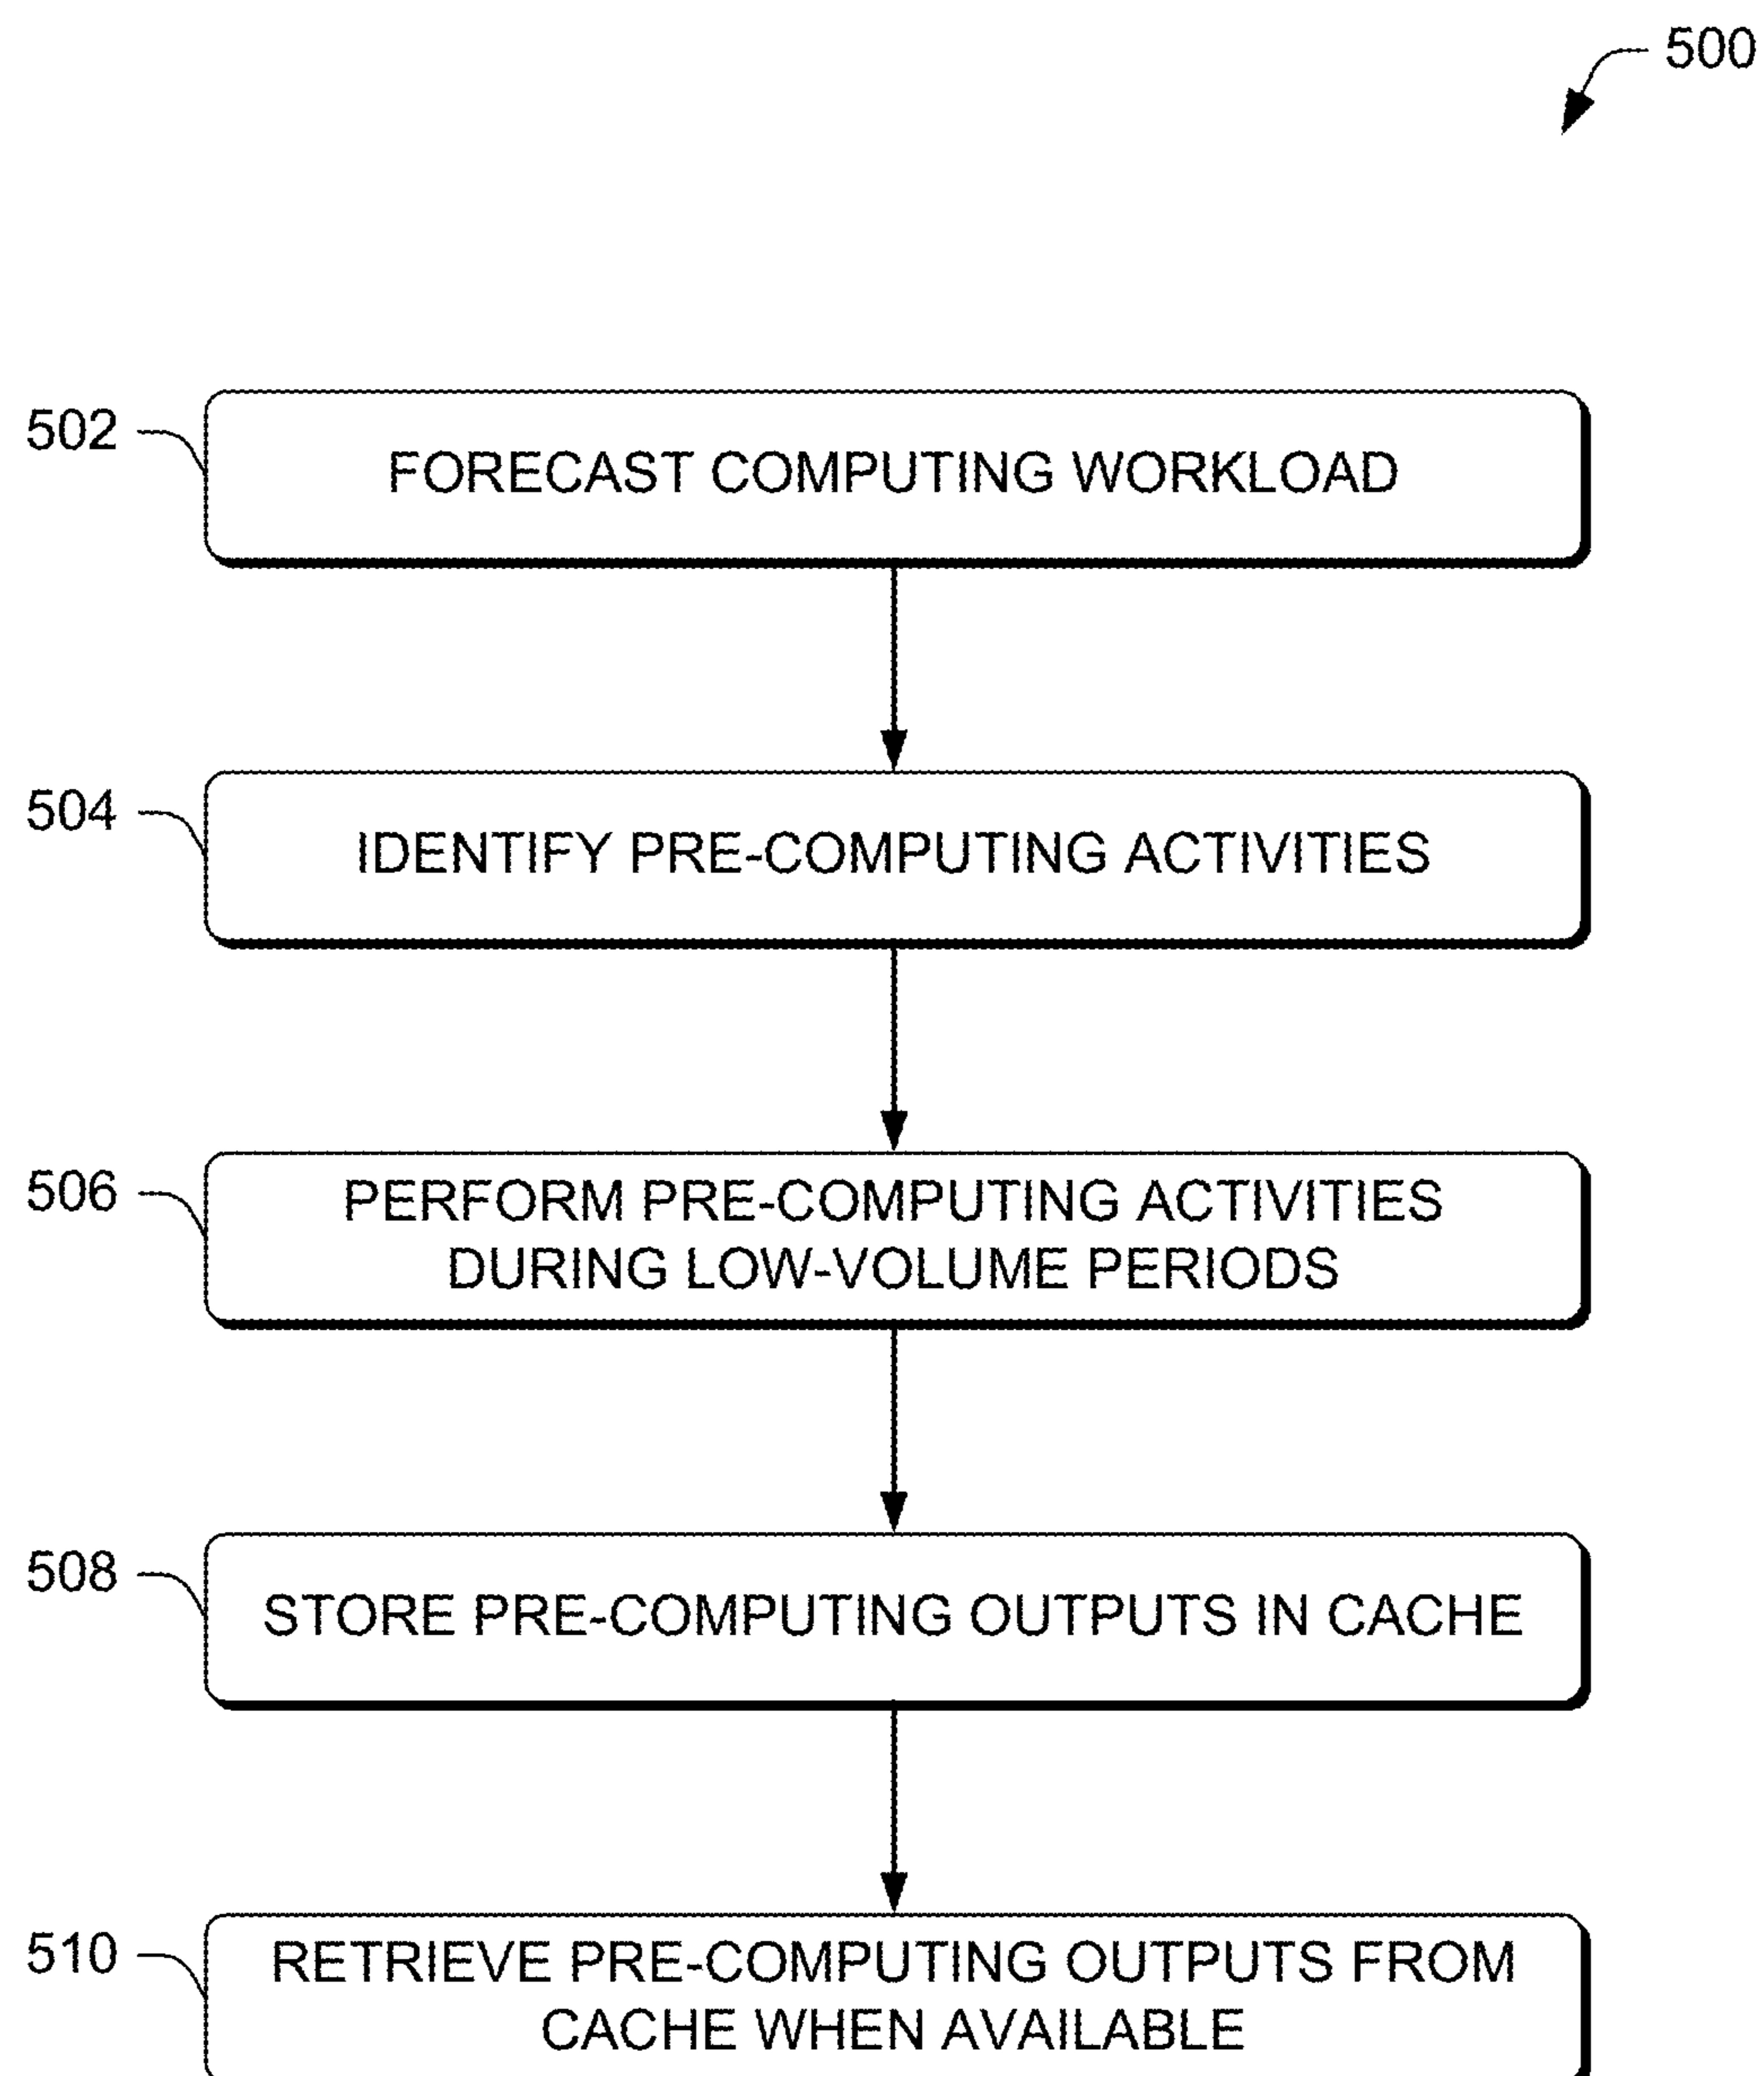 500
502
FORECAST COMPUTING WORKLOAD
504
IDENTIFY PRE-COMPUTING ACTIVITIES
506
PERFORM PRE-COMPUTING ACTIVITIES
DURING LOW-VOLUME PERIODS
508
STORE PRE-COMPUTING OUTPUTS IN CACHE
510
RETRIEVE PRE-COMPUTING OUTPUTS FROM
CACHE WHEN AVAILABLE